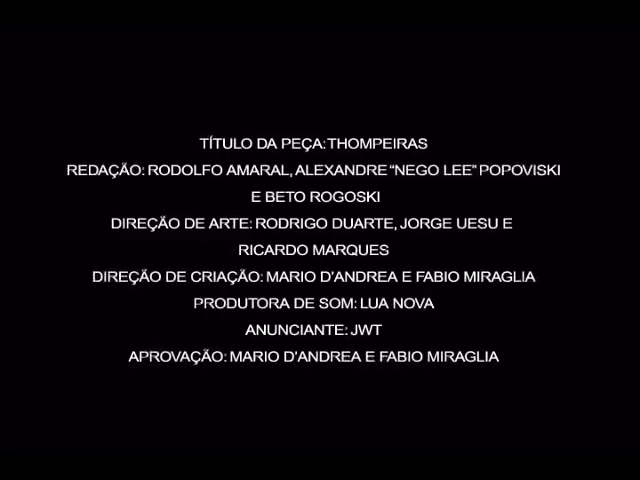 TÍTULO DA PEÇA: THOMPEIRAS
REDAÇÃO: RODOLFO AMARAL, ALEXANDRE “NEGO LEE“ POPOVISKI
E BETO ROGOSKI
DIREÇÃO DE ARTE: RODRIGO DUARTE, JORGE UESU E
RICARDO MARQUES
DIREÇÃO DE CRIAÇÃO: MARIO D'ANDREA E FABIO MIRAGLIA
PRODUTORA DE SOM: LUA NOVA
ANUNCIANTE: JWT
APROVAÇÃO: MARIO D'ANDREA E FABIO MIRAGLIA